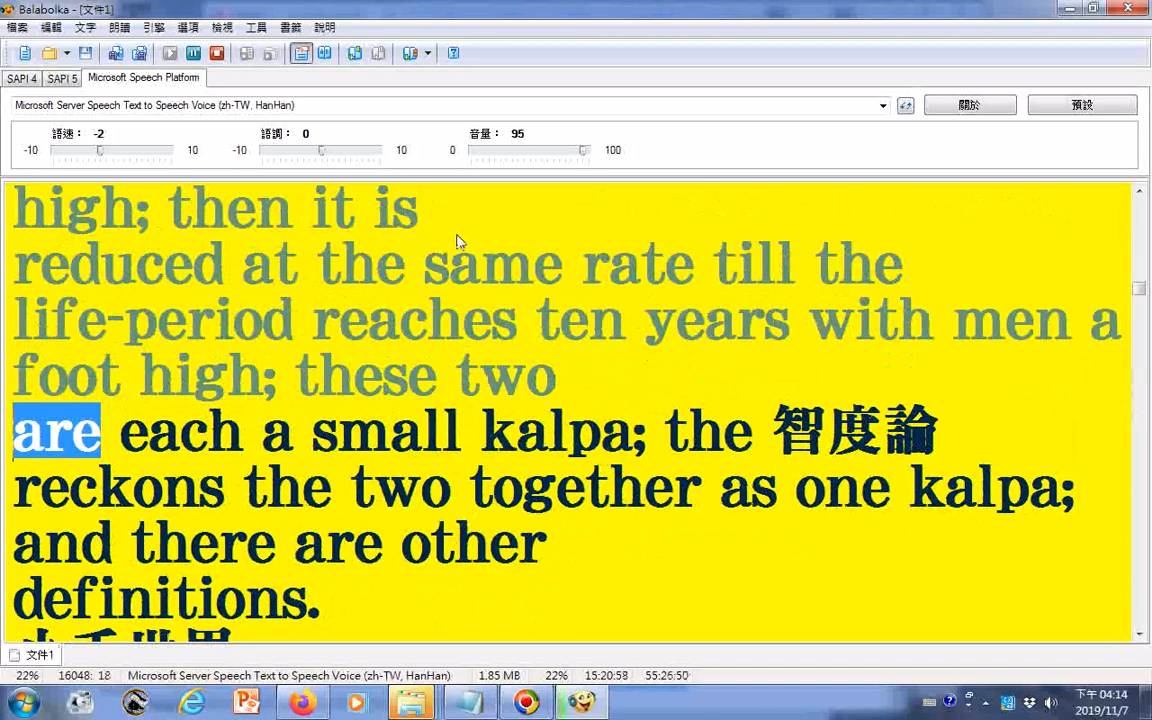 Balabolka - [文件1]
檔案 編輯 文字 朗讀 引擎 選項 檢視 工具 書籤 說明
SAPI 4 SAPI 5 Microsoft Speech Platform
Microsoft Server Speech Text to Speech Voice (zh-TW, HanHan) 關於 預設
語速： -2 語調： 0 音量： 95
-10 10 -10 10 0 100
high; then it is
reduced at the same rate till the
life-period reaches ten years with men a
foot high; these two
are each a small kalpa; the 智度論
reckons the two together as one kalpa;
and there are other
definitions.
小千世界
文件1
22% 16048: 18 Microsoft Server Speech Text to Speech Voice (zh-TW, HanHan) 1.85 MB 22% 15:20:58 55:26:50
下午 04:14
2019/11/7